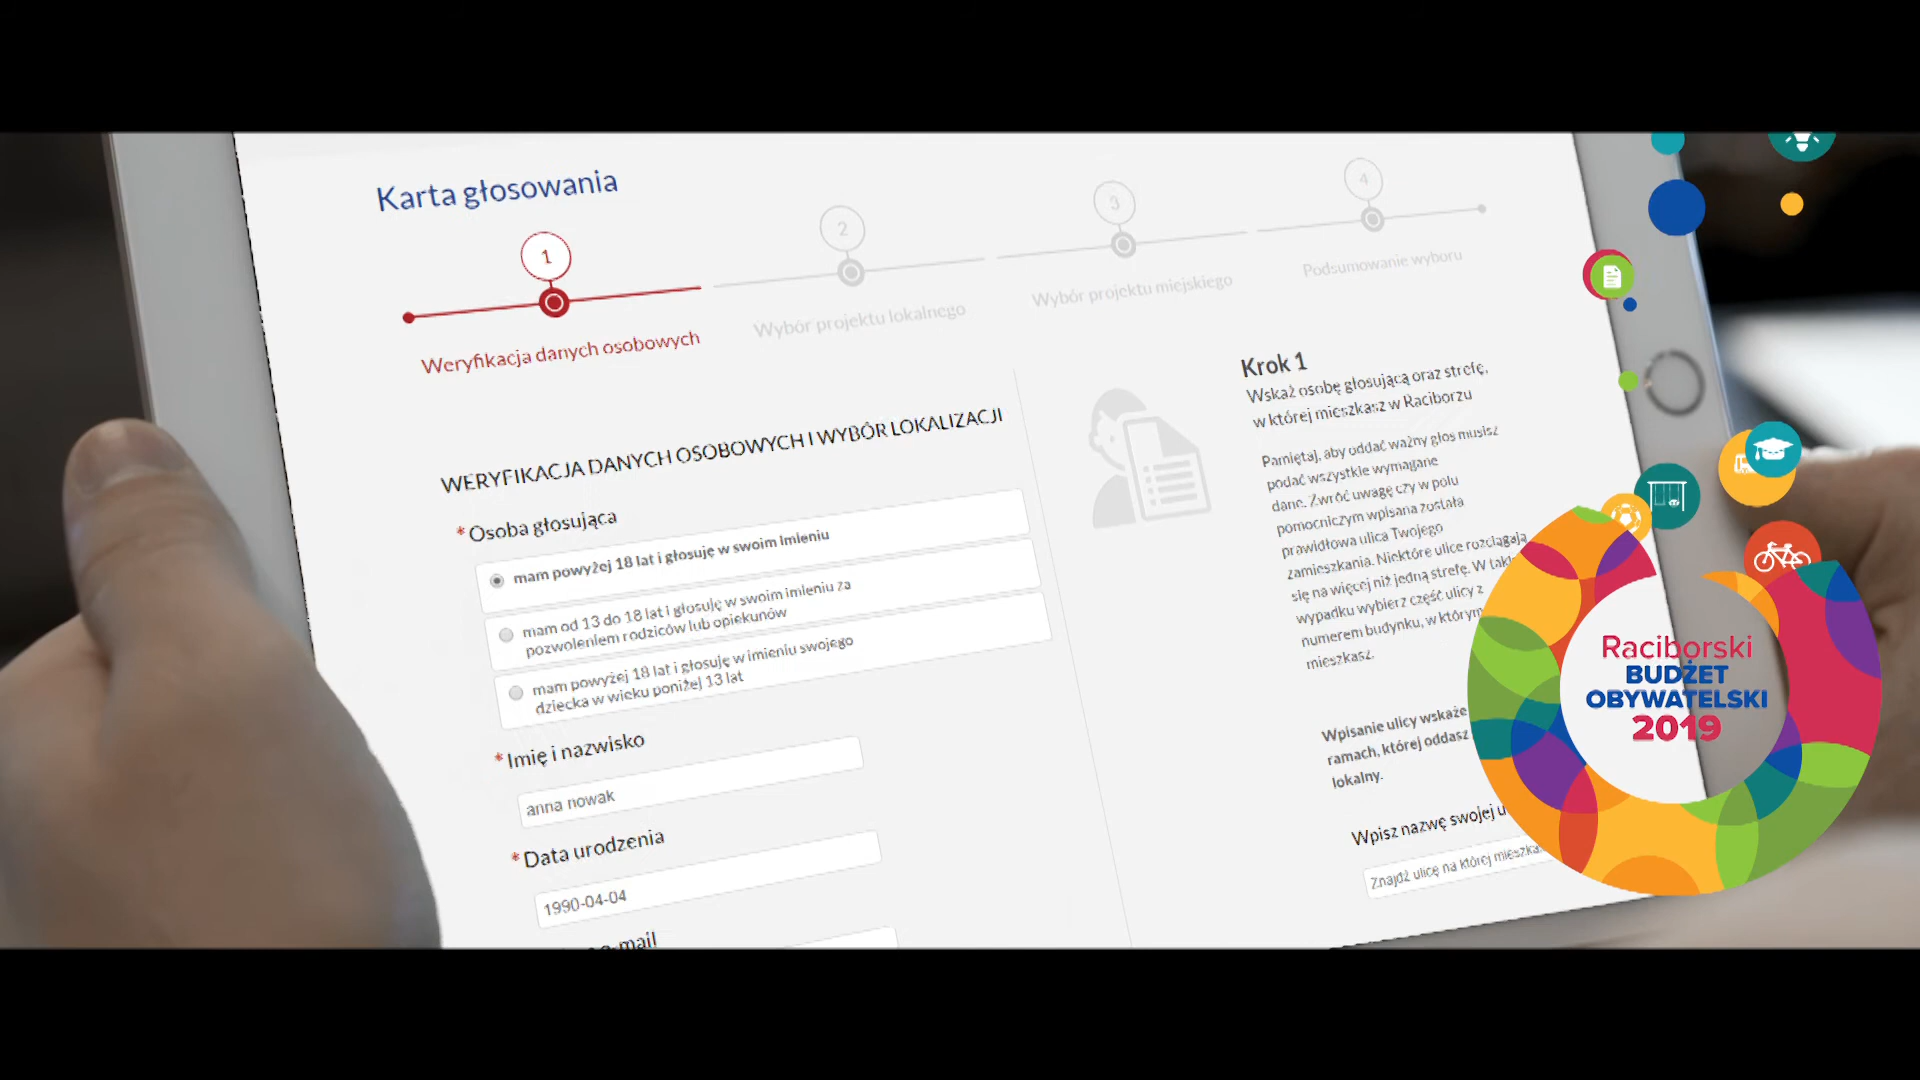 Karta głosowania
1
2
3
4
Weryfikacja danych osobowych
Wybór projektu lokalnego
Wybór projektu miejskiego
Podsumowanie wyboru
WERYFIKACJA DANYCH OSOBOWYCH I WYBÓR LOKALIZACJI
*Osoba głosująca
mam powyżej 18 lat i głosuję w swoim imieniu
mam od 13 do 18 lat i głosuję w swoim imieniu za
pozwoleniem rodziców lub opiekunów
mam powyżej 18 lat i głosuję w imieniu swojego
dziecka w wieku poniżej 13 lat
*Imię i nazwisko
anna nowak
*Data urodzenia
1990-04-04
e-mail
Krok 1
Wskaż osobę głosującą oraz strefę,
w której mieszkasz w Raciborzu
Pamiętaj, aby oddać ważny głos musisz
podać wszystkie wymagane
dane. Zwróć uwagę czy w polu
pomocniczym wpisana została
prawidłowa ulica Twojego
zamieszkania. Niektóre ulice rozciągają
się na więcej niż jedną strefę. W
wypadku wybierz część ulicy z
numerem budynku, w którym
mieszkasz.
Wpisanie ulicy wskaże
ramach, której oddasz
lokalny.
Wpisz nazwę swojej
Znajdź ulicę na której
Raciborski
BUDŻET
OBYWATELSKI
2019